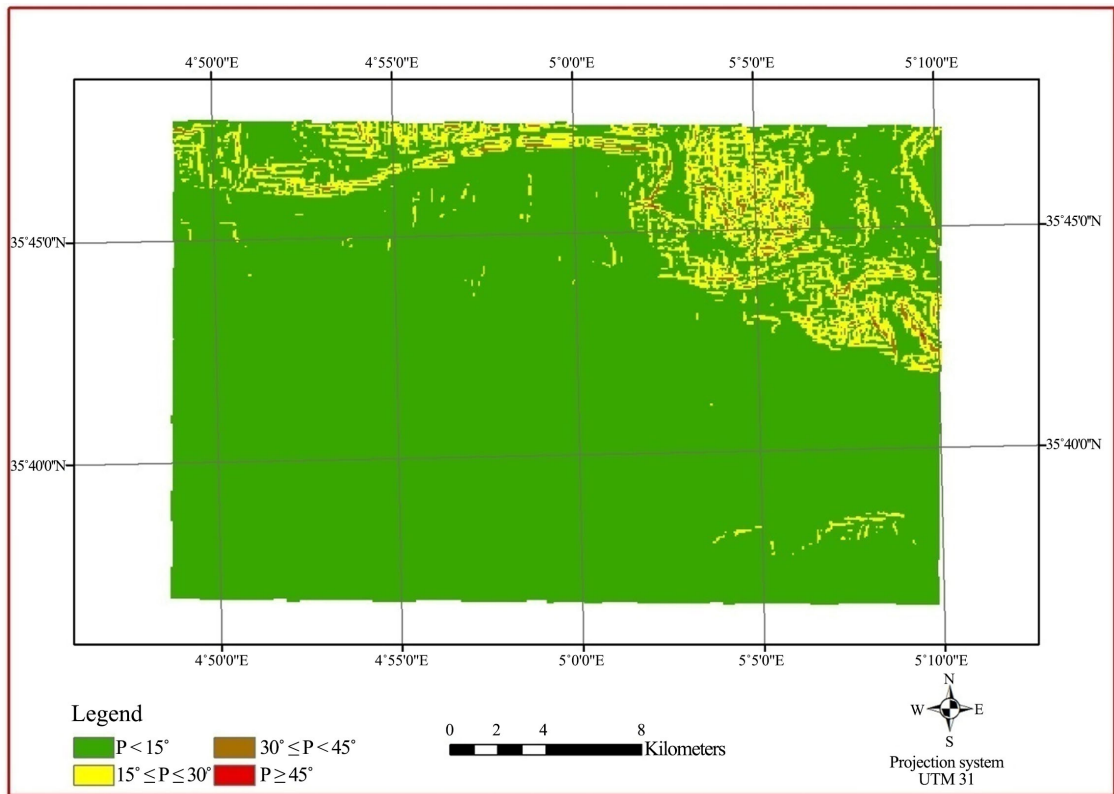 4°50'0"E 4°55'0"E 5°0'0"E 5°5'5"E 5°10'0"E
35°45'0"N 35°45'0"N
35°40'0"N 35°40'0"N
4°50'0"E 4°55'0"E 5°0'0"E 5°5'5"E 5°10'0"E
Legend
P < 15° 30° ≤ P < 45°
15° ≤ P ≤ 30° P ≥ 45°
0 2 4 8
Kilometers
N
W E
S
Projection system
UTM 31